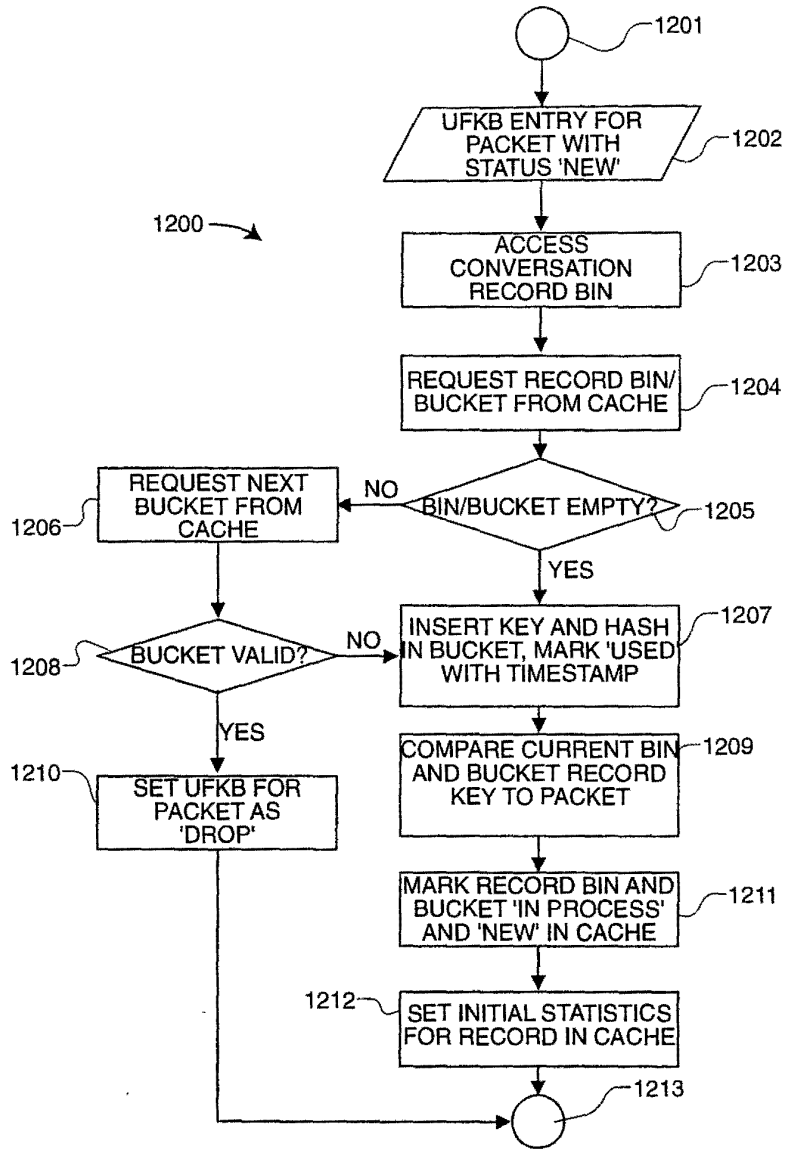 1201
UFKB ENTRY FOR
PACKET WITH
STATUS 'NEW'
1202
1200
ACCESS
CONVERSATION
RECORD BIN
1203
REQUEST RECORD BIN/
BUCKET FROM CACHE
1204
BIN/BUCKET EMPTY?
1205
NO
YES
REQUEST NEXT
BUCKET FROM
CACHE
1206
BUCKET VALID?
1208
NO
YES
INSERT KEY AND HASH
IN BUCKET, MARK 'USED'
WITH TIMESTAMP
1207
COMPARE CURRENT BIN
AND BUCKET RECORD
KEY TO PACKET
1209
SET UFKB FOR
PACKET AS
'DROP'
1210
MARK RECORD BIN AND
BUCKET 'IN PROCESS'
AND 'NEW' IN CACHE
1211
SET INITIAL STATISTICS
FOR RECORD IN CACHE
1212
1213